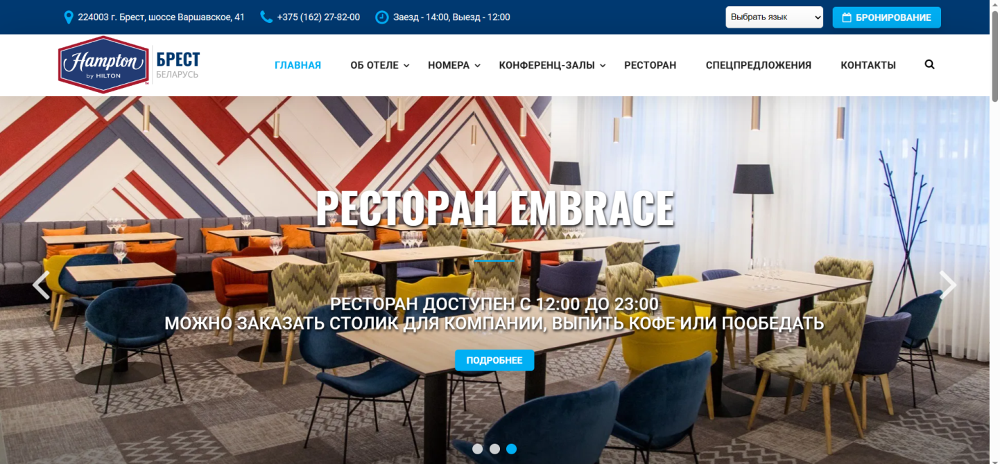 224003 г. Брест, шоссе Варшавское, 41
+375 (162) 27-82-00
Заезд - 14:00, Выезд - 12:00
Выбрать язык
БРОНИРОВАНИЕ
Hampton
by HILTON
™
БРЕСТ
БЕЛАРУСЬ
ГЛАВНАЯ
ОБ ОТЕЛЕ
НОМЕРА
КОНФЕРЕНЦ-ЗАЛЫ
РЕСТОРАН
СПЕЦПРЕДЛОЖЕНИЯ
КОНТАКТЫ
РЕСТОРАН EMBRACE
РЕСТОРАН ДОСТУПЕН С 12:00 ДО 23:00
МОЖНО ЗАКАЗАТЬ СТОЛИК ДЛЯ КОМПАНИИ, ВЫПИТЬ КОФЕ ИЛИ ПООБЕДАТЬ
ПОДРОБНЕЕ